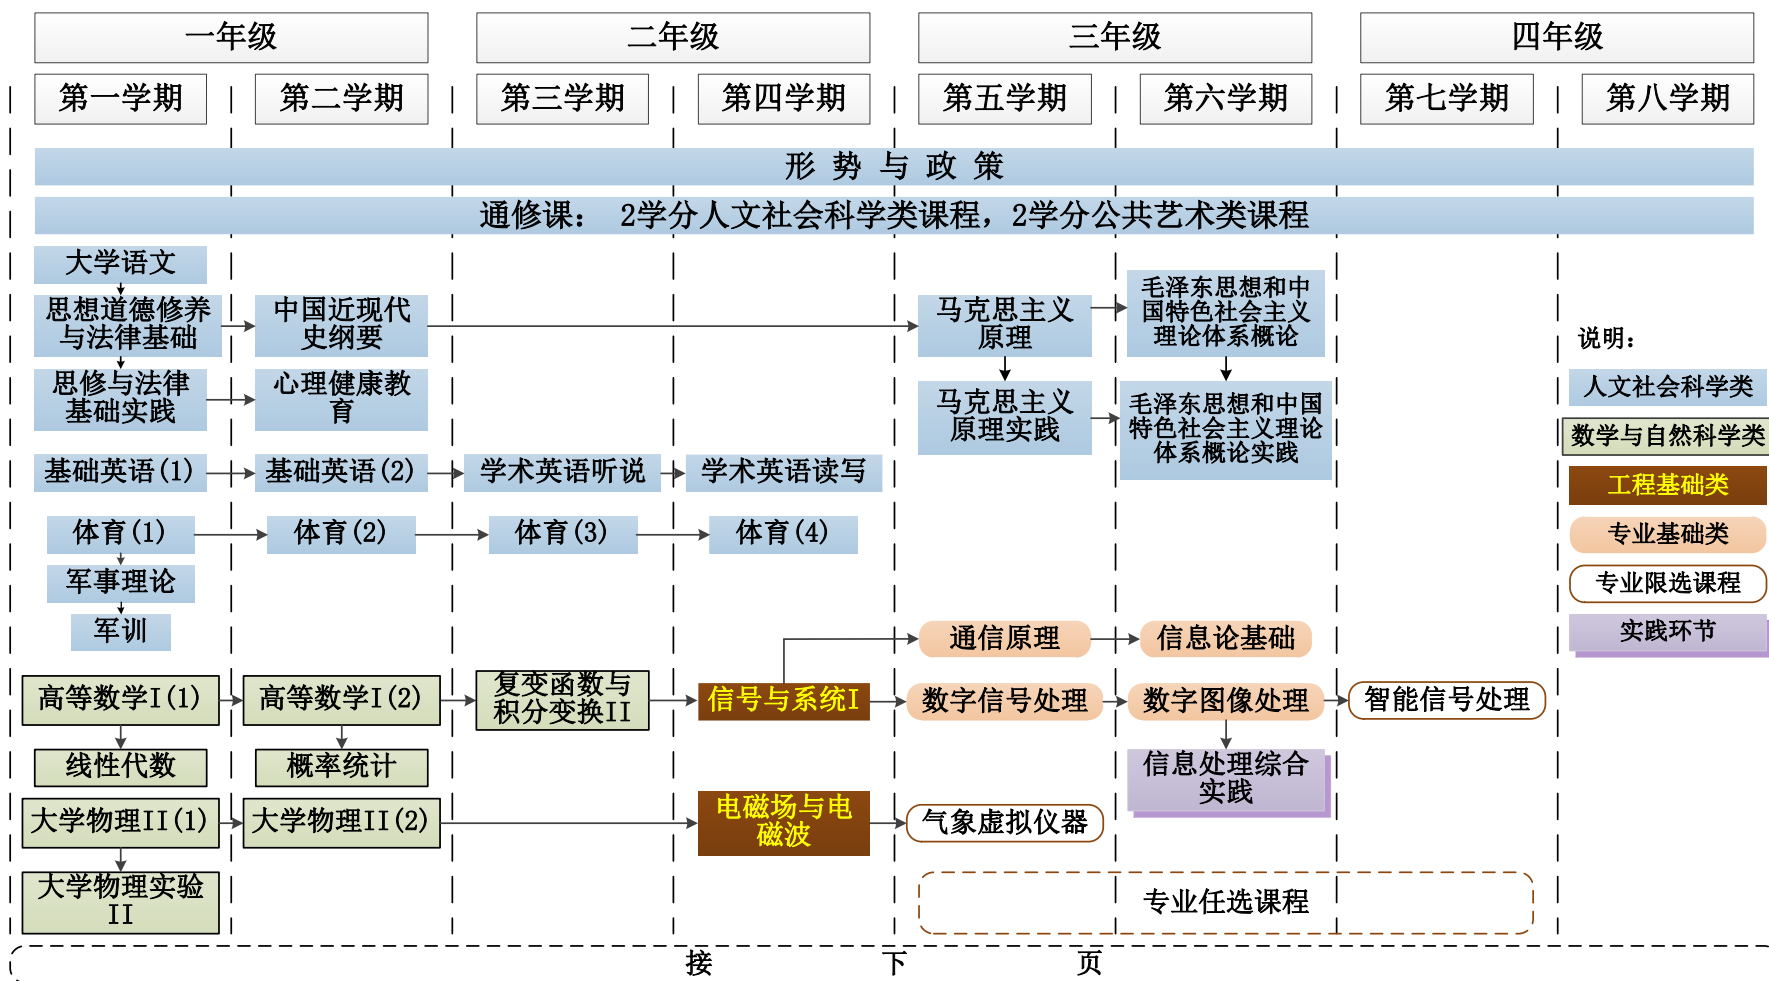 一年级
二年级
三年级
四年级
第一学期
第二学期
第三学期
第四学期
第五学期
第六学期
第七学期
第八学期
形 势 与 政 策
通修课： 2学分人文社会科学类课程，2学分公共艺术类课程
大学语文
思想道德修养
与法律基础
中国近现代
史纲要
马克思主义
原理
毛泽东思想和中
国特色社会主义
理论体系概论
思修与法律
基础实践
心理健康教
育
马克思主义
原理实践
毛泽东思想和中国
特色社会主义理论
体系概论实践
基础英语(1)
基础英语(2)
学术英语听说
学术英语读写
体育(1)
体育(2)
体育(3)
体育(4)
军事理论
军训
通信原理
信息论基础
高等数学I(1)
高等数学I(2)
复变函数与
积分变换II
信号与系统I
数字信号处理
数字图像处理
智能信号处理
线性代数
概率统计
信息处理综合
实践
大学物理II(1)
大学物理II(2)
电磁场与电
磁波
气象虚拟仪器
大学物理实验
II
专业任选课程
说明：
人文社会科学类
数学与自然科学类
工程基础类
专业基础类
专业限选课程
实践环节
接 下 页